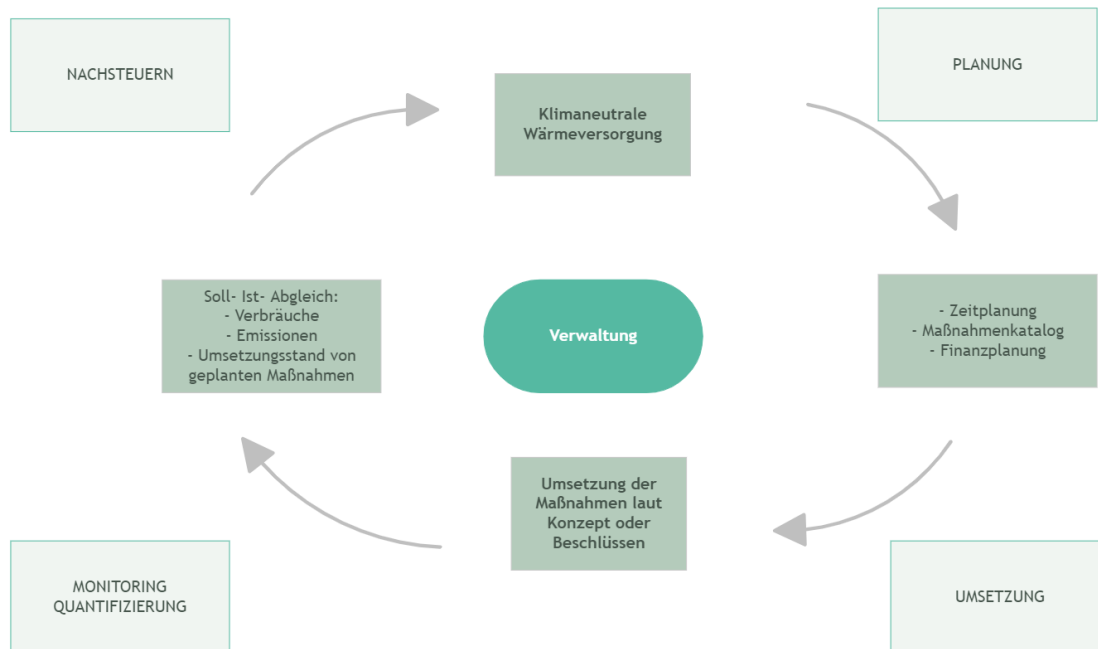 NACHSTEUERN
PLANUNG
Klimaneutrale
Wärmeversorgung
Soll- Ist- Abgleich:
- Verbräuche
- Emissionen
- Umsetzungsstand von
geplanten Maßnahmen
Verwaltung
- Zeitplanung
- Maßnahmenkatalog
- Finanzplanung
Umsetzung der
Maßnahmen laut
Konzept oder
Beschlüssen
MONITORING
QUANTIFIZIERUNG
UMSETZUNG